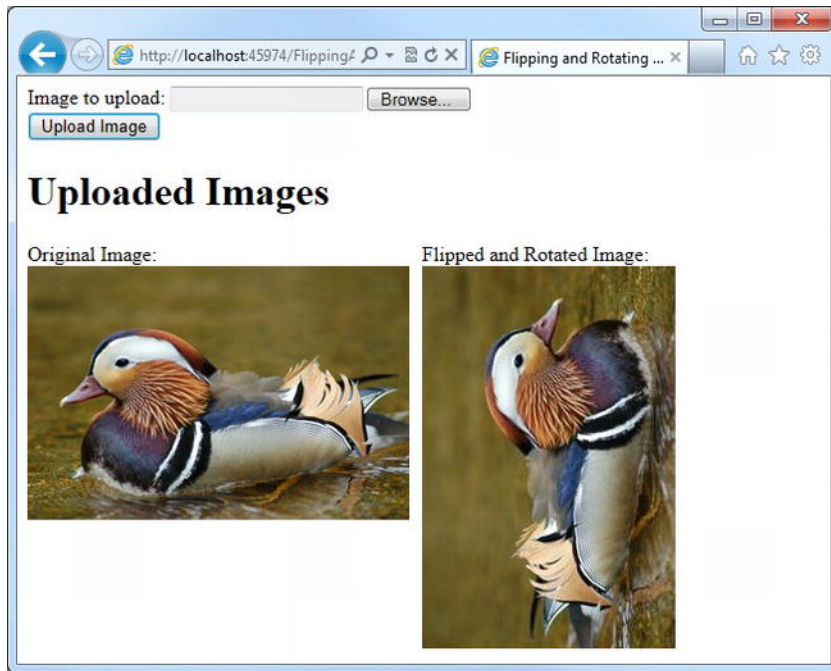 http://localhost:45974/Flipping
Flipping and Rotating ...
Image to upload:
Browse...
Upload Image
Uploaded Images
Original Image:
Flipped and Rotated Image: